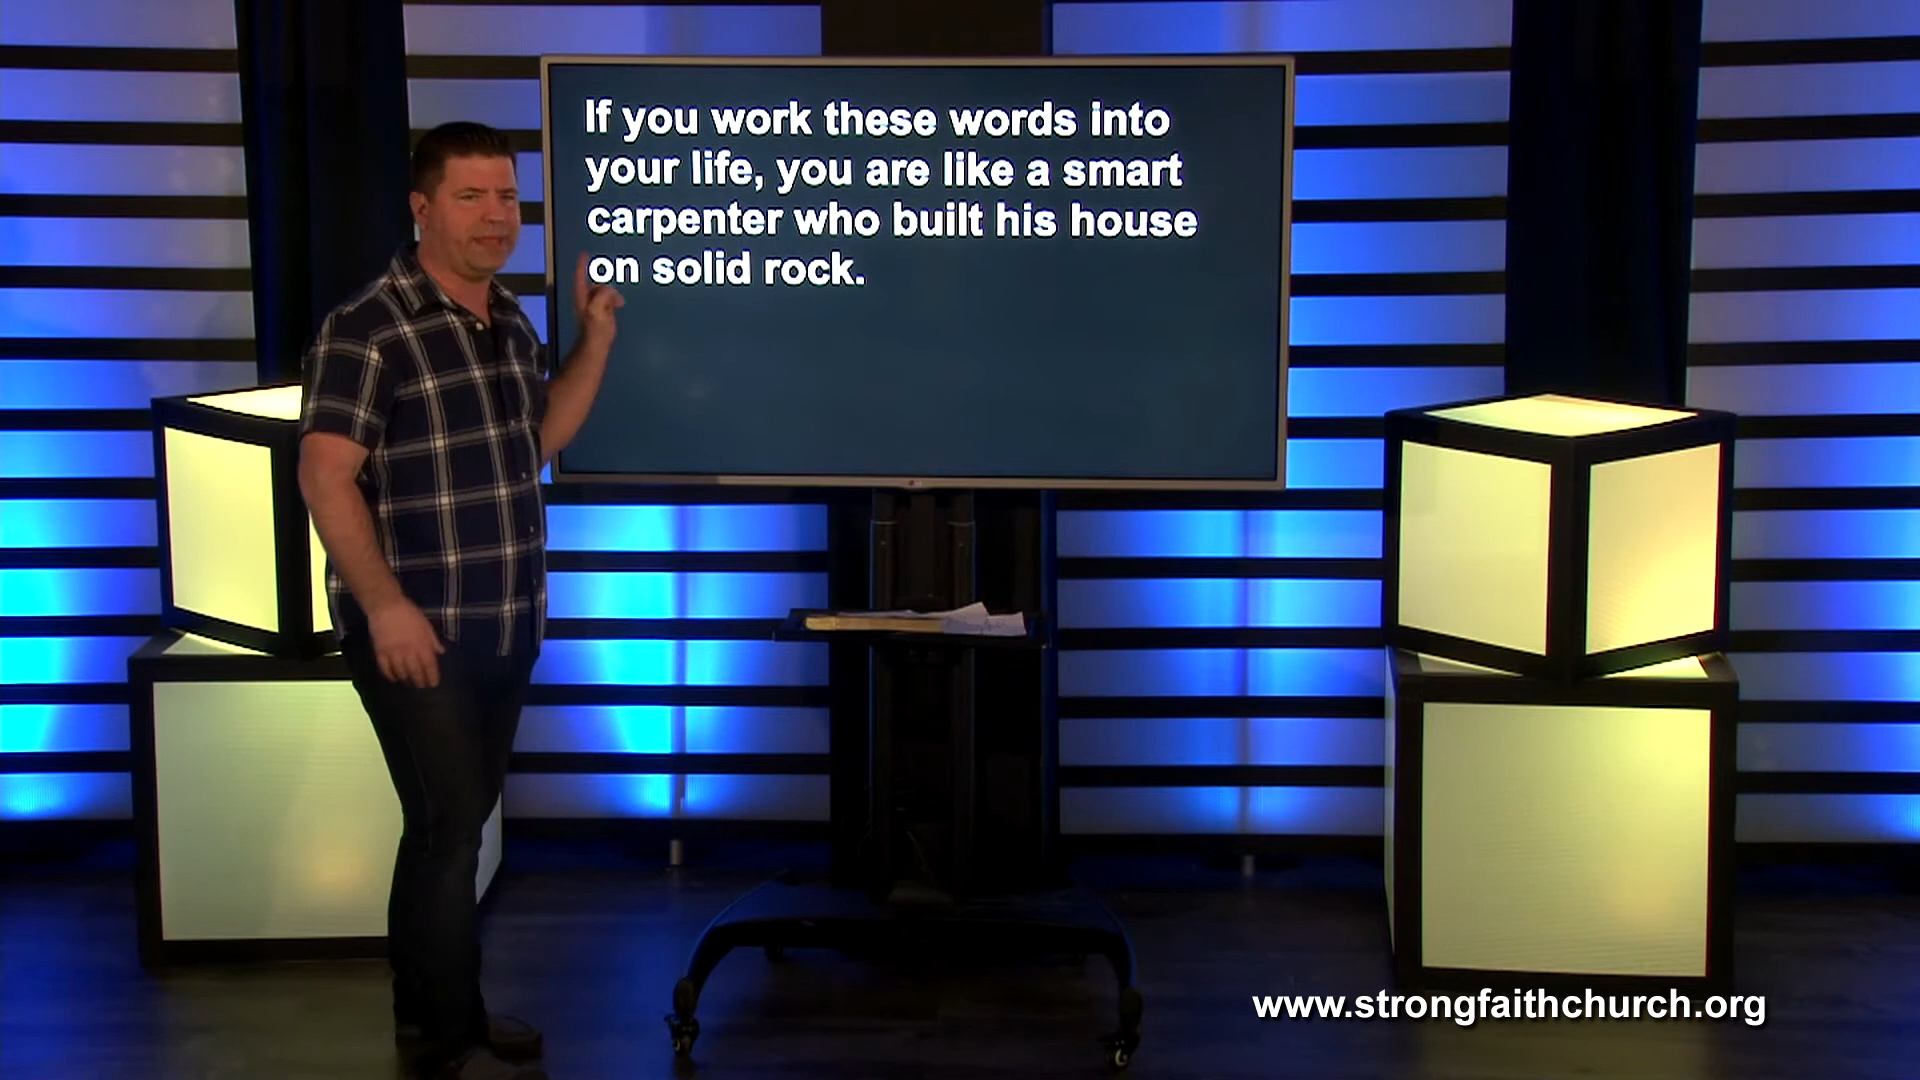 If you work these words into
your life, you are like a smart
carpenter who built his house
on solid rock.
www.strongfaithchurch.org